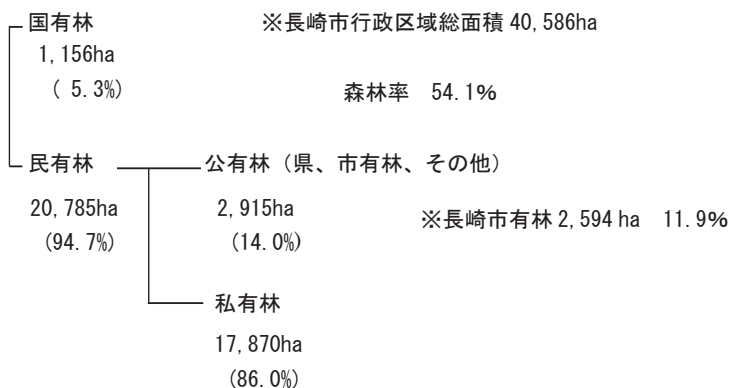 国有林　※長崎市行政区域総面積 40,586ha
1,156ha
( 5.3%)　森林率　54.1%
民有林　公有林（県、市有林、その他）
20,785ha　2,915ha　※長崎市有林 2,594 ha　11.9%
(94.7%)　(14.0%)
私有林
17,870ha
(86.0%)